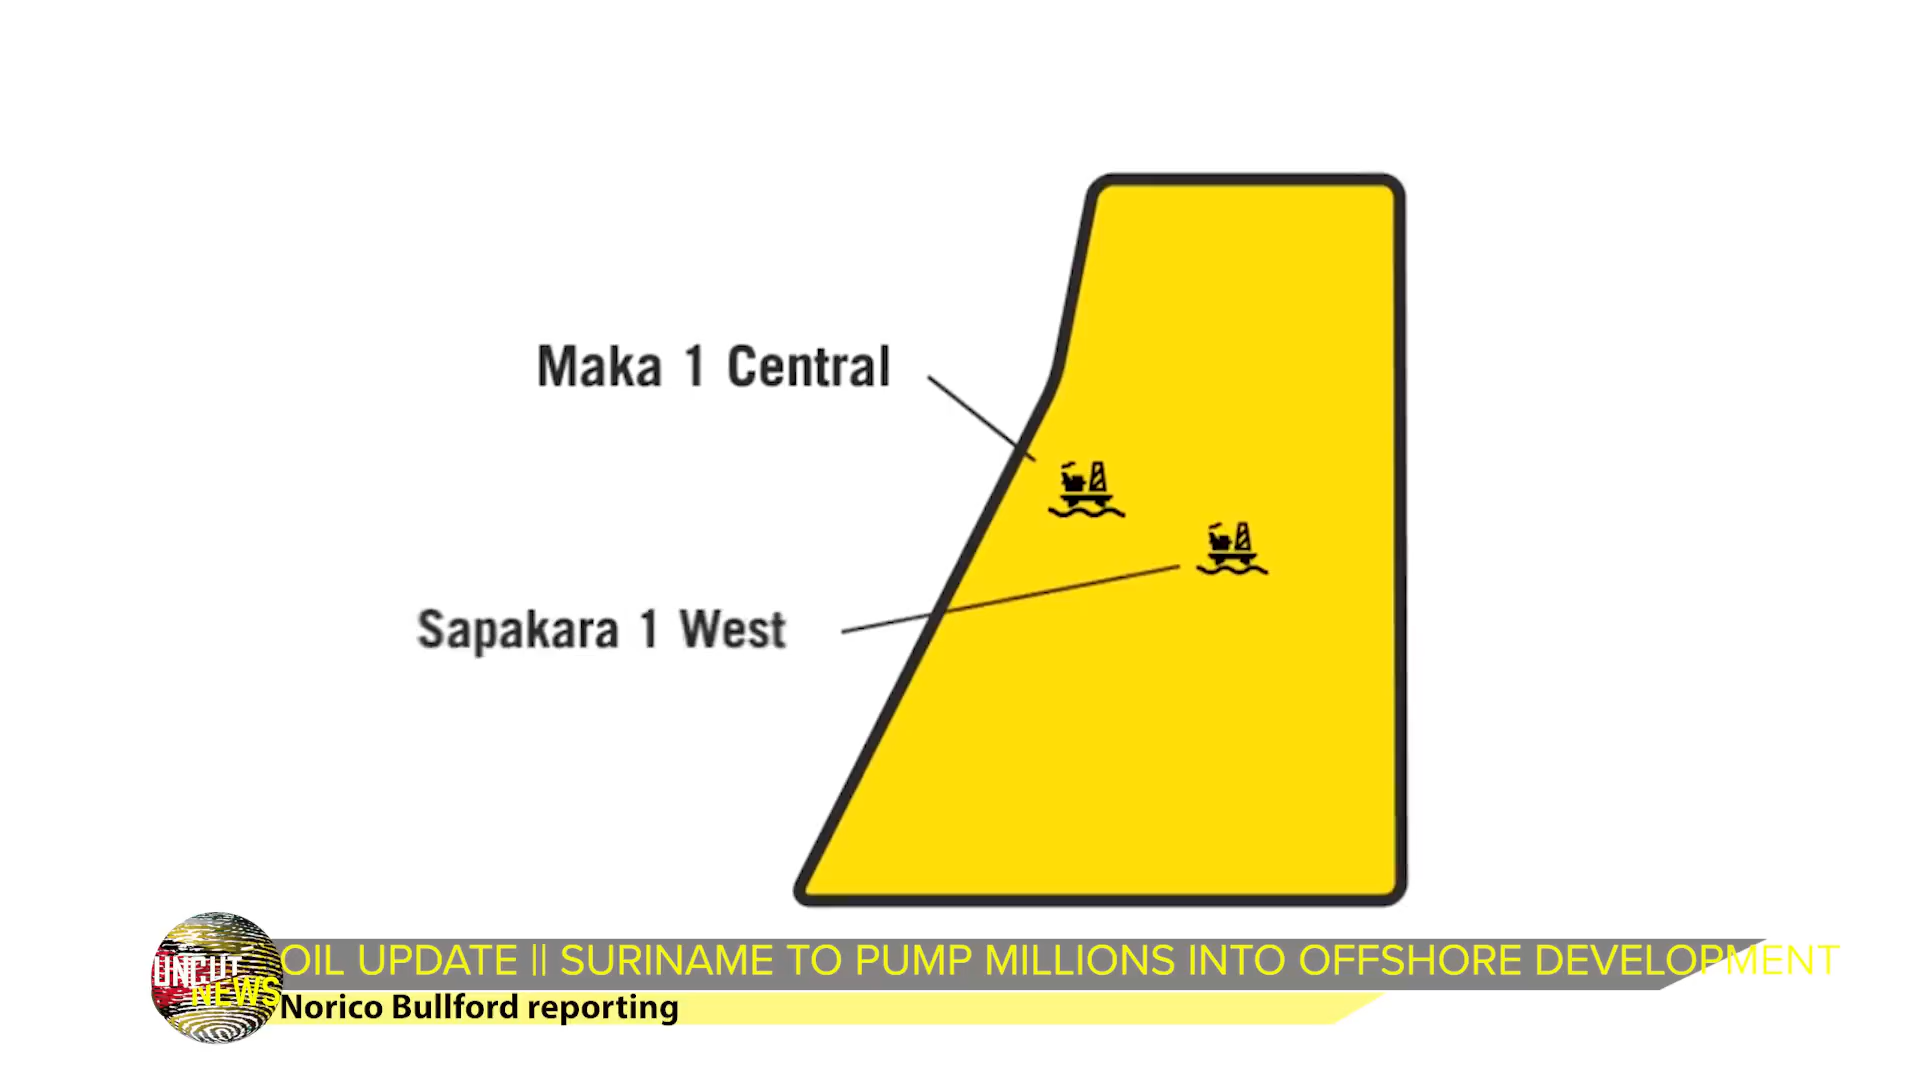 Maka 1 Central
Sapakara 1 West
OIL UPDATE || SURINAME TO PUMP MILLIONS INTO OFFSHORE DEVELOPMENT
UNCUT
NEWS
Norico Bullford reporting